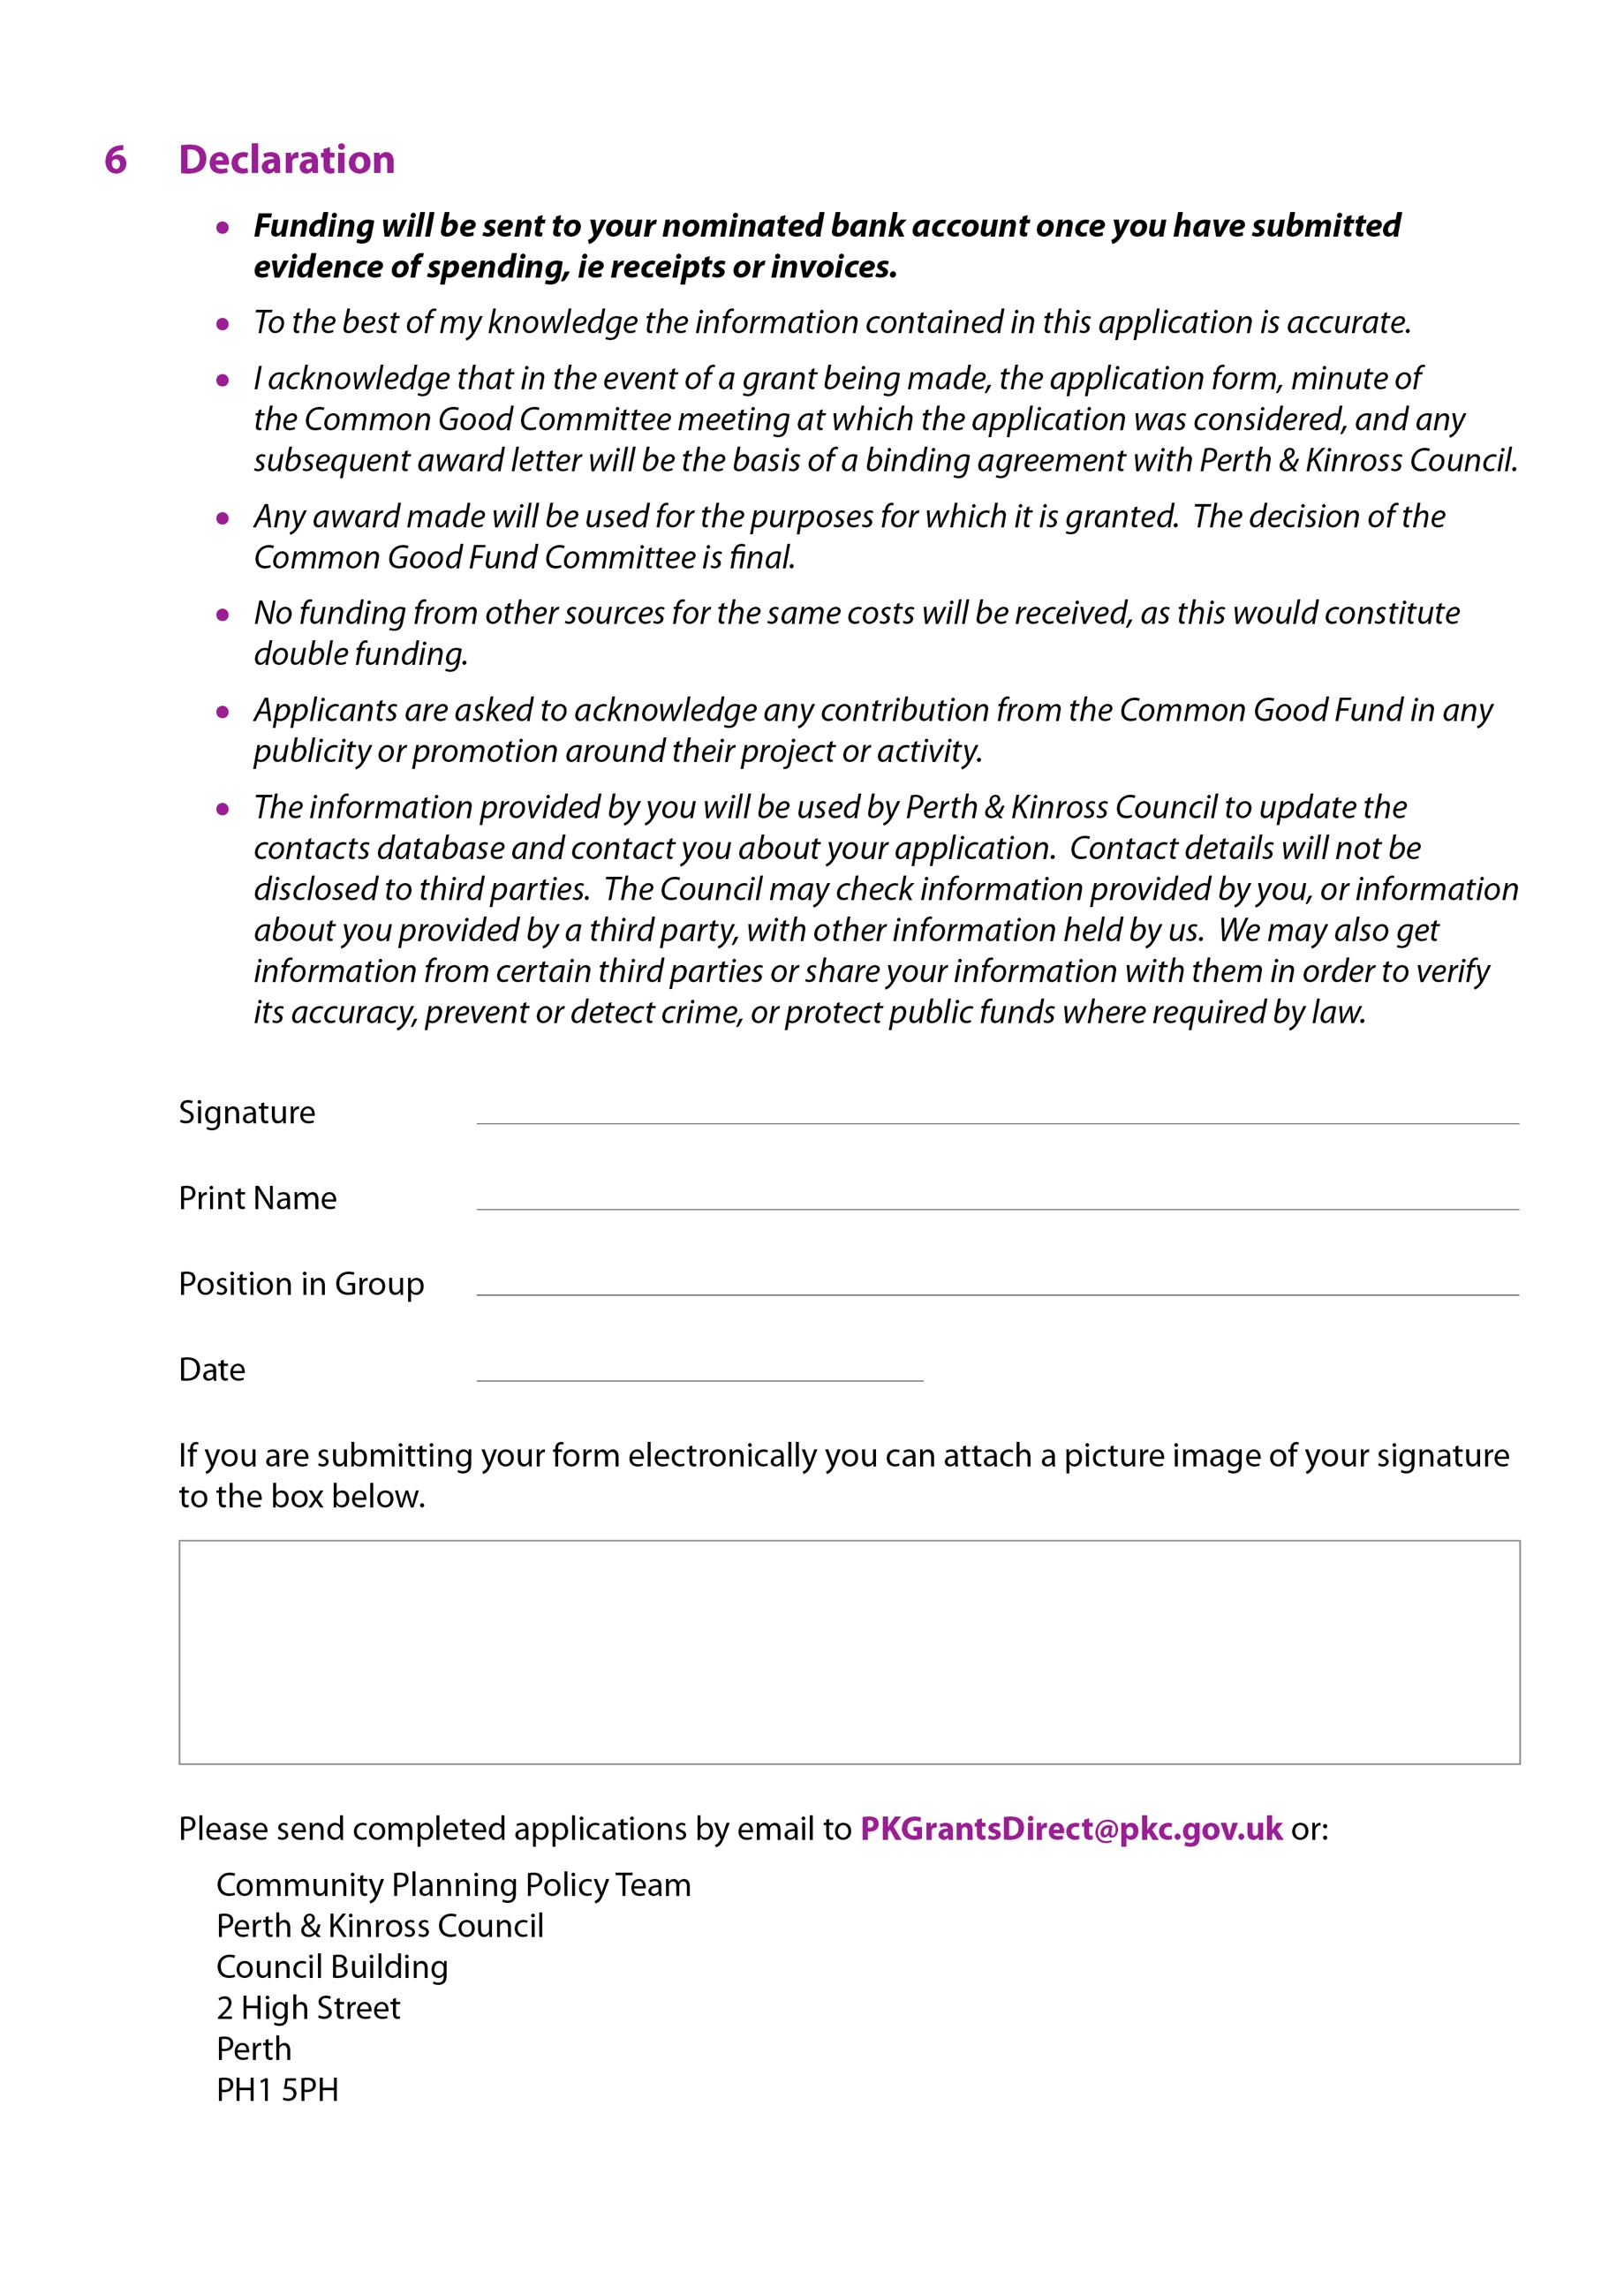 6 Declaration
• Funding will be sent to your nominated bank account once you have submitted
evidence of spending, ie receipts or invoices.
• To the best of my knowledge the information contained in this application is accurate.
• I acknowledge that in the event of a grant being made, the application form, minute of
the Common Good Committee meeting at which the application was considered, and any
subsequent award letter will be the basis of a binding agreement with Perth & Kinross Council.
• Any award made will be used for the purposes for which it is granted.  The decision of the
Common Good Fund Committee is final.
• No funding from other sources for the same costs will be received, as this would constitute
double funding.
• Applicants are asked to acknowledge any contribution from the Common Good Fund in any
publicity or promotion around their project or activity.
• The information provided by you will be used by Perth & Kinross Council to update the
contacts database and contact you about your application.  Contact details will not be
disclosed to third parties.  The Council may check information provided by you, or information
about you provided by a third party, with other information held by us.  We may also get
information from certain third parties or share your information with them in order to verify
its accuracy, prevent or detect crime, or protect public funds where required by law.
Signature
Print Name
Position in Group
Date
If you are submitting your form electronically you can attach a picture image of your signature
to the box below.
Please send completed applications by email to PKGrantsDirect@pkc.gov.uk or:
Community Planning Policy Team
Perth & Kinross Council
Council Building
2 High Street
Perth
PH1 5PH